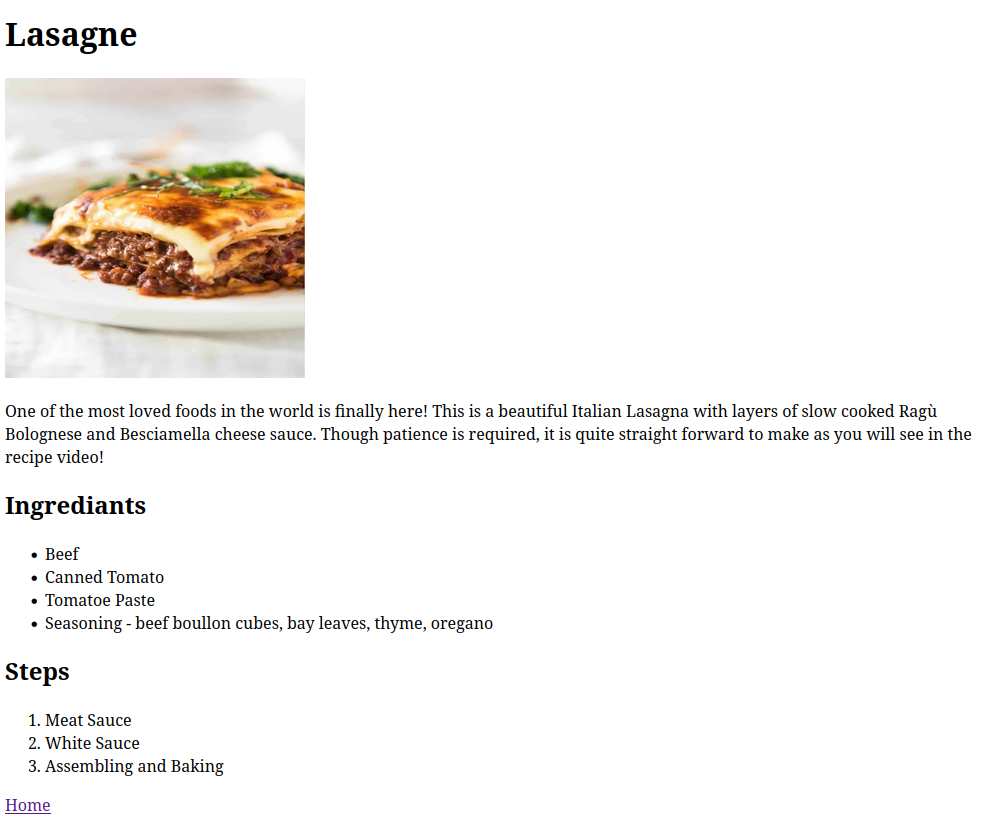 Lasagne
One of the most loved foods in the world is finally here! This is a beautiful Italian Lasagna with layers of slow cooked Ragù
Bolognese and Besciamella cheese sauce. Though patience is required, it is quite straight forward to make as you will see in the
recipe video!
Ingrediants
• Beef
• Canned Tomato
• Tomatoe Paste
• Seasoning - beef boullon cubes, bay leaves, thyme, oregano
Steps
1. Meat Sauce
2. White Sauce
3. Assembling and Baking
Home